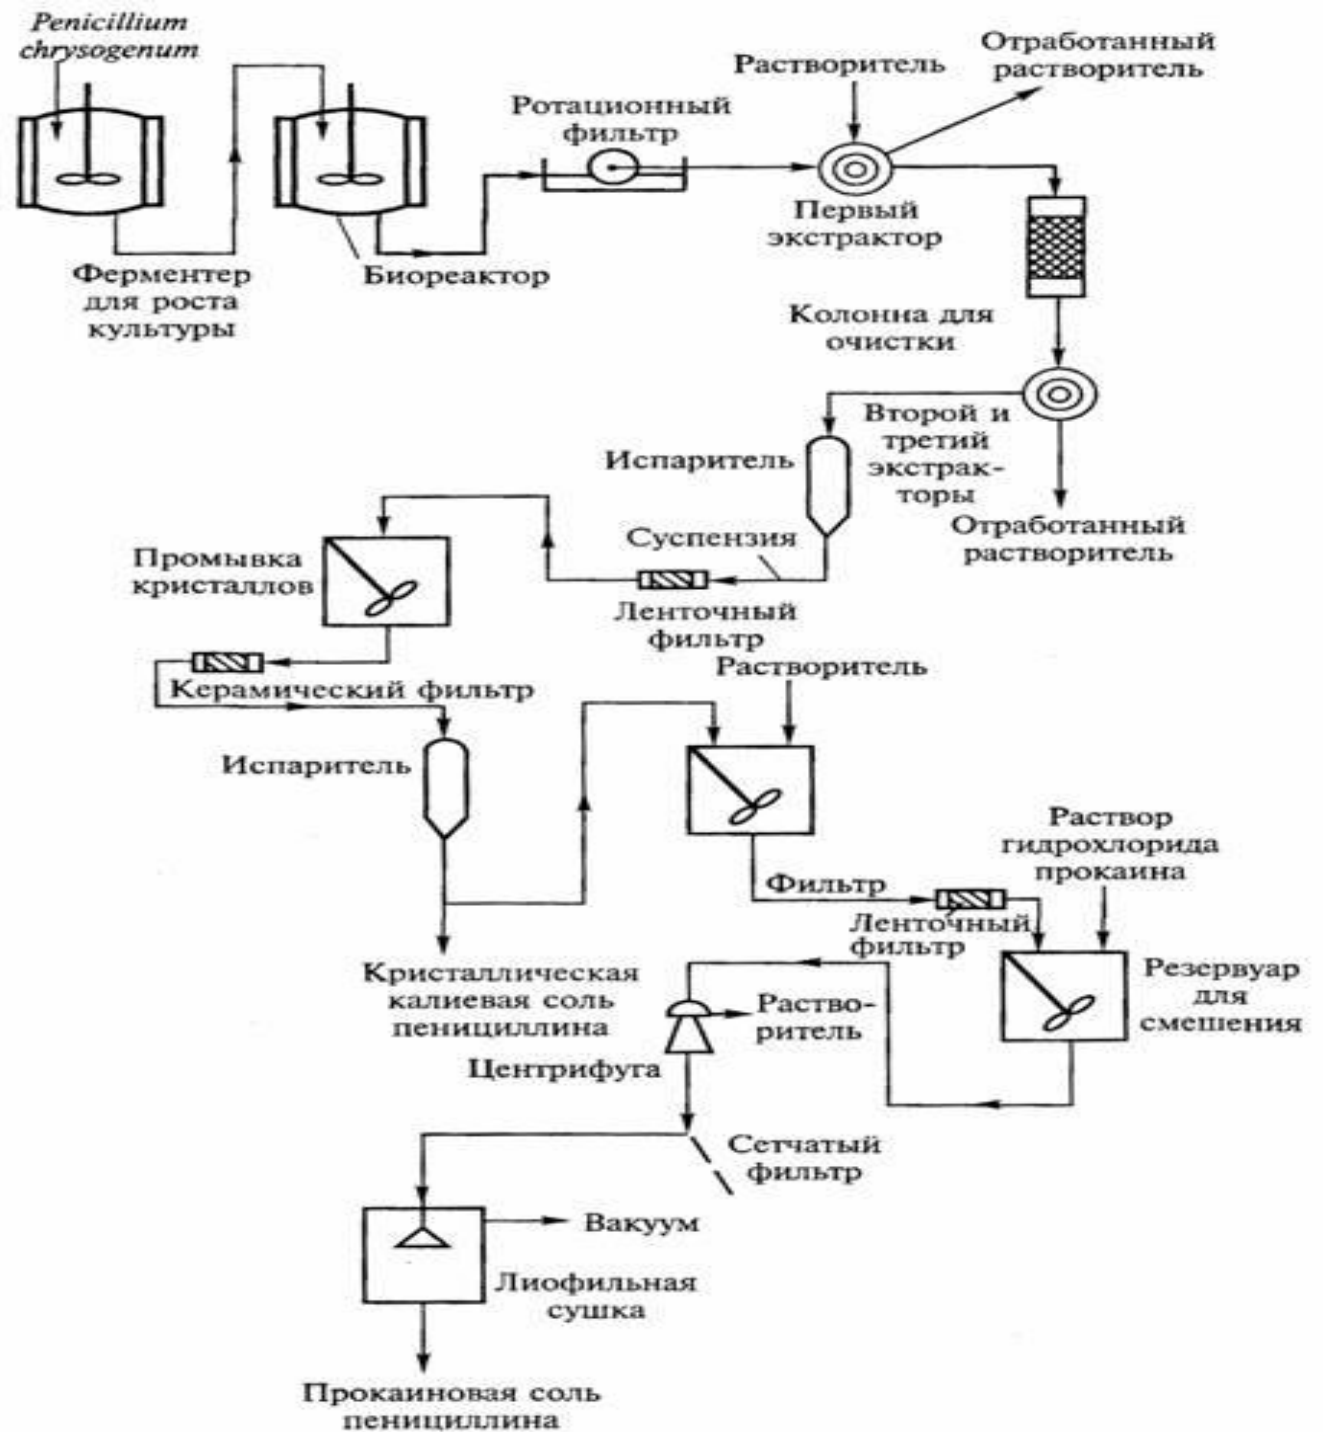 Penicillium
chrysogenum
Ферментер
для роста
культуры
Биореактор
Ротационный
фильтр
Растворитель
Отработанный
растворитель
Первый
экстрактор
Колонна для
очистки
Второй и
третий
экстрак-
торы
Отработанный
растворитель
Испаритель
Суспензия
Ленточный
фильтр
Промывка
кристаллов
Керамический фильтр
Испаритель
Кристаллическая
калиевая соль
пенициллина
Растворитель
Фильтр
Ленточный
фильтр
Раствор
гидрохлорида
прокаина
Резервуар
для
смешения
Раство-
ритель
Центрифуга
Сетчатый
фильтр
Вакуум
Лиофильная
сушка
Прокаиновая соль
пенициллина